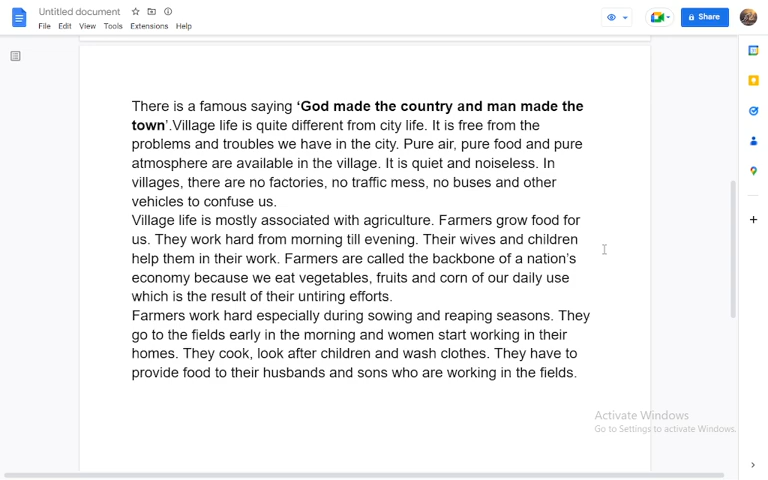 Untitled document
File Edit View Tools Extensions Help
Share
There is a famous saying ‘God made the country and man made the
town’.Village life is quite different from city life. It is free from the
problems and troubles we have in the city. Pure air, pure food and pure
atmosphere are available in the village. It is quiet and noiseless. In
villages, there are no factories, no traffic mess, no buses and other
vehicles to confuse us.
Village life is mostly associated with agriculture. Farmers grow food for
us. They work hard from morning till evening. Their wives and children
help them in their work. Farmers are called the backbone of a nation’s
economy because we eat vegetables, fruits and corn of our daily use
which is the result of their untiring efforts.
Farmers work hard especially during sowing and reaping seasons. They
go to the fields early in the morning and women start working in their
homes. They cook, look after children and wash clothes. They have to
provide food to their husbands and sons who are working in the fields.
Activate Windows
Go to Settings to activate Windows.